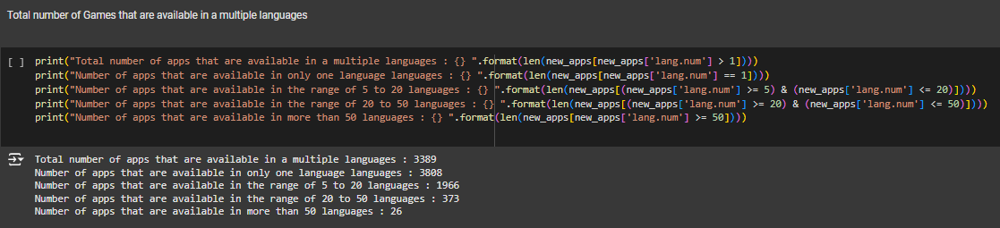 Total number of Games that are available in a multiple languages
[ ] print("Total number of apps that are available in a multiple languages : {} ".format(len(new_apps[new_apps['lang.num'] > 1])))
print("Number of apps that are available in only one language languages : {} ".format(len(new_apps[new_apps['lang.num'] == 1])))
print("Number of apps that are available in the range of 5 to 20 languages : {} ".format(len(new_apps[(new_apps['lang.num'] >= 5) & (new_apps['lang.num'] <= 20)])))
print("Number of apps that are available in the range of 20 to 50 languages : {} ".format(len(new_apps[(new_apps['lang.num'] >= 20) & (new_apps['lang.num'] <= 50)])))
print("Number of apps that are available in more than 50 languages : {} ".format(len(new_apps[new_apps['lang.num'] >= 50])))
Total number of apps that are available in a multiple languages : 3389
Number of apps that are available in only one language languages : 3808
Number of apps that are available in the range of 5 to 20 languages : 1966
Number of apps that are available in the range of 20 to 50 languages : 373
Number of apps that are available in more than 50 languages : 26